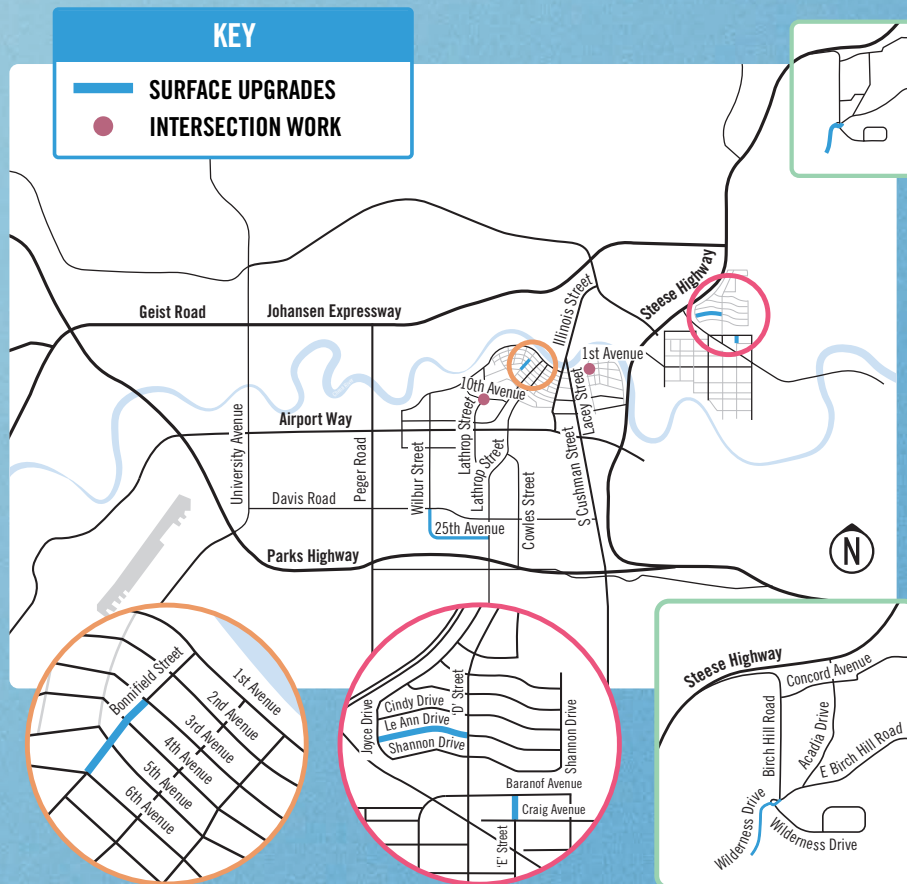 KEY
SURFACE UPGRADES
INTERSECTION WORK
Geist Road
Johansen Expressway
Illinois Street
Steese Highway
1st Avenue
10th Avenue
Lacey Street
Airport Way
University Avenue
Peger Road
Wilbur Street
Lathrop Street
Lathrop Street
Cowles Street
S Cushman Street
Davis Road
25th Avenue
Parks Highway
N
Bonnifield Street
1st Avenue
2nd Avenue
3rd Avenue
4th Avenue
5th Avenue
6th Avenue
Joyce Drive
Cindy Drive
Le Ann Drive
Shannon Drive
'D' Street
Shannon Drive
Baranof Avenue
Craig Avenue
'E' Street
Steese Highway
Concord Avenue
Birch Hill Road
Acadia Drive
E Birch Hill Road
Wilderness Drive
Wilderness Drive